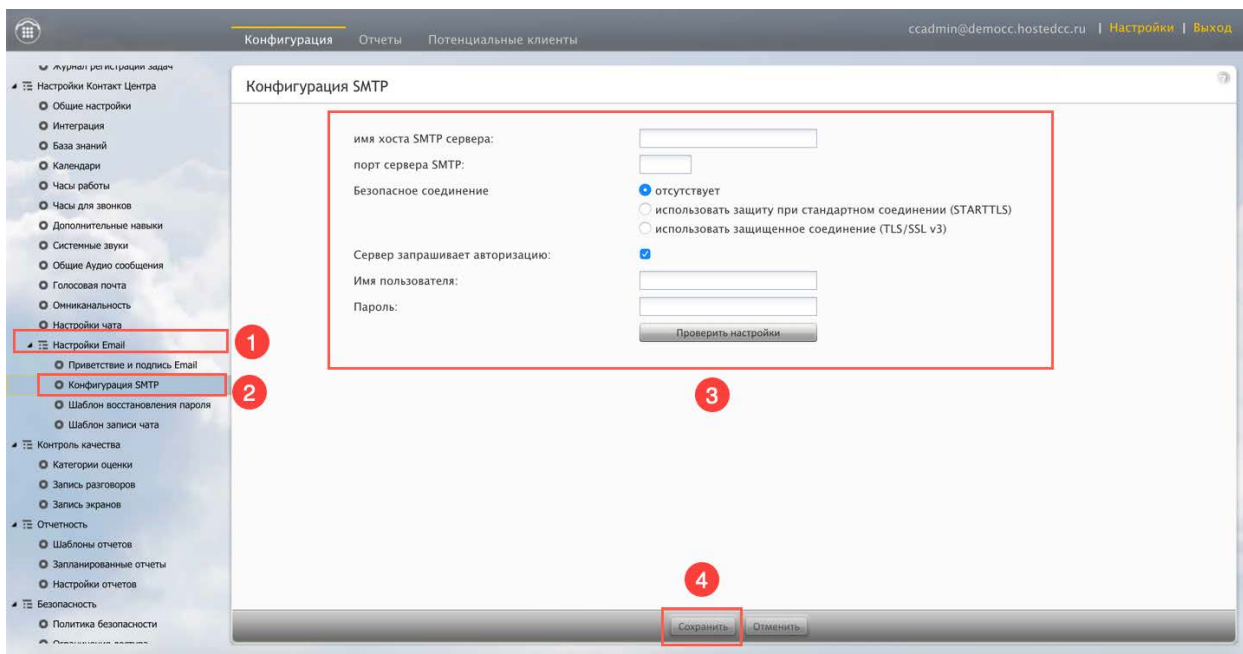 ccadmin@democc.hostedcc.ru | Настройки | Выход
Конфигурация Отчеты Потенциальные клиенты
Журнал регистрации задач
Настройки Контакт Центра
Общие настройки
Интеграция
База знаний
Календари
Часы работы
Часы для звонков
Дополнительные навыки
Системные звуки
Общие Аудио сообщения
Голосовая почта
Омниканальность
Настройки чата
Настройки Email
1
Приветствие и подпись Email
Конфигурация SMTP
2
Шаблон восстановления пароля
Шаблон записи чата
Контроль качества
Категории оценки
Запись разговоров
Запись экранов
Отчетность
Шаблоны отчетов
Запланированные отчеты
Настройки отчетов
Безопасность
Политика безопасности
Конфигурация SMTP
?
имя хоста SMTP сервера:
порт сервера SMTP:
Безопасное соединение
отсутствует
использовать защиту при стандартном соединении (STARTTLS)
использовать защищенное соединение (TLS/SSL v3)
Сервер запрашивает авторизацию:
Имя пользователя:
Пароль:
Проверить настройки
3
4
Сохранить Отменить